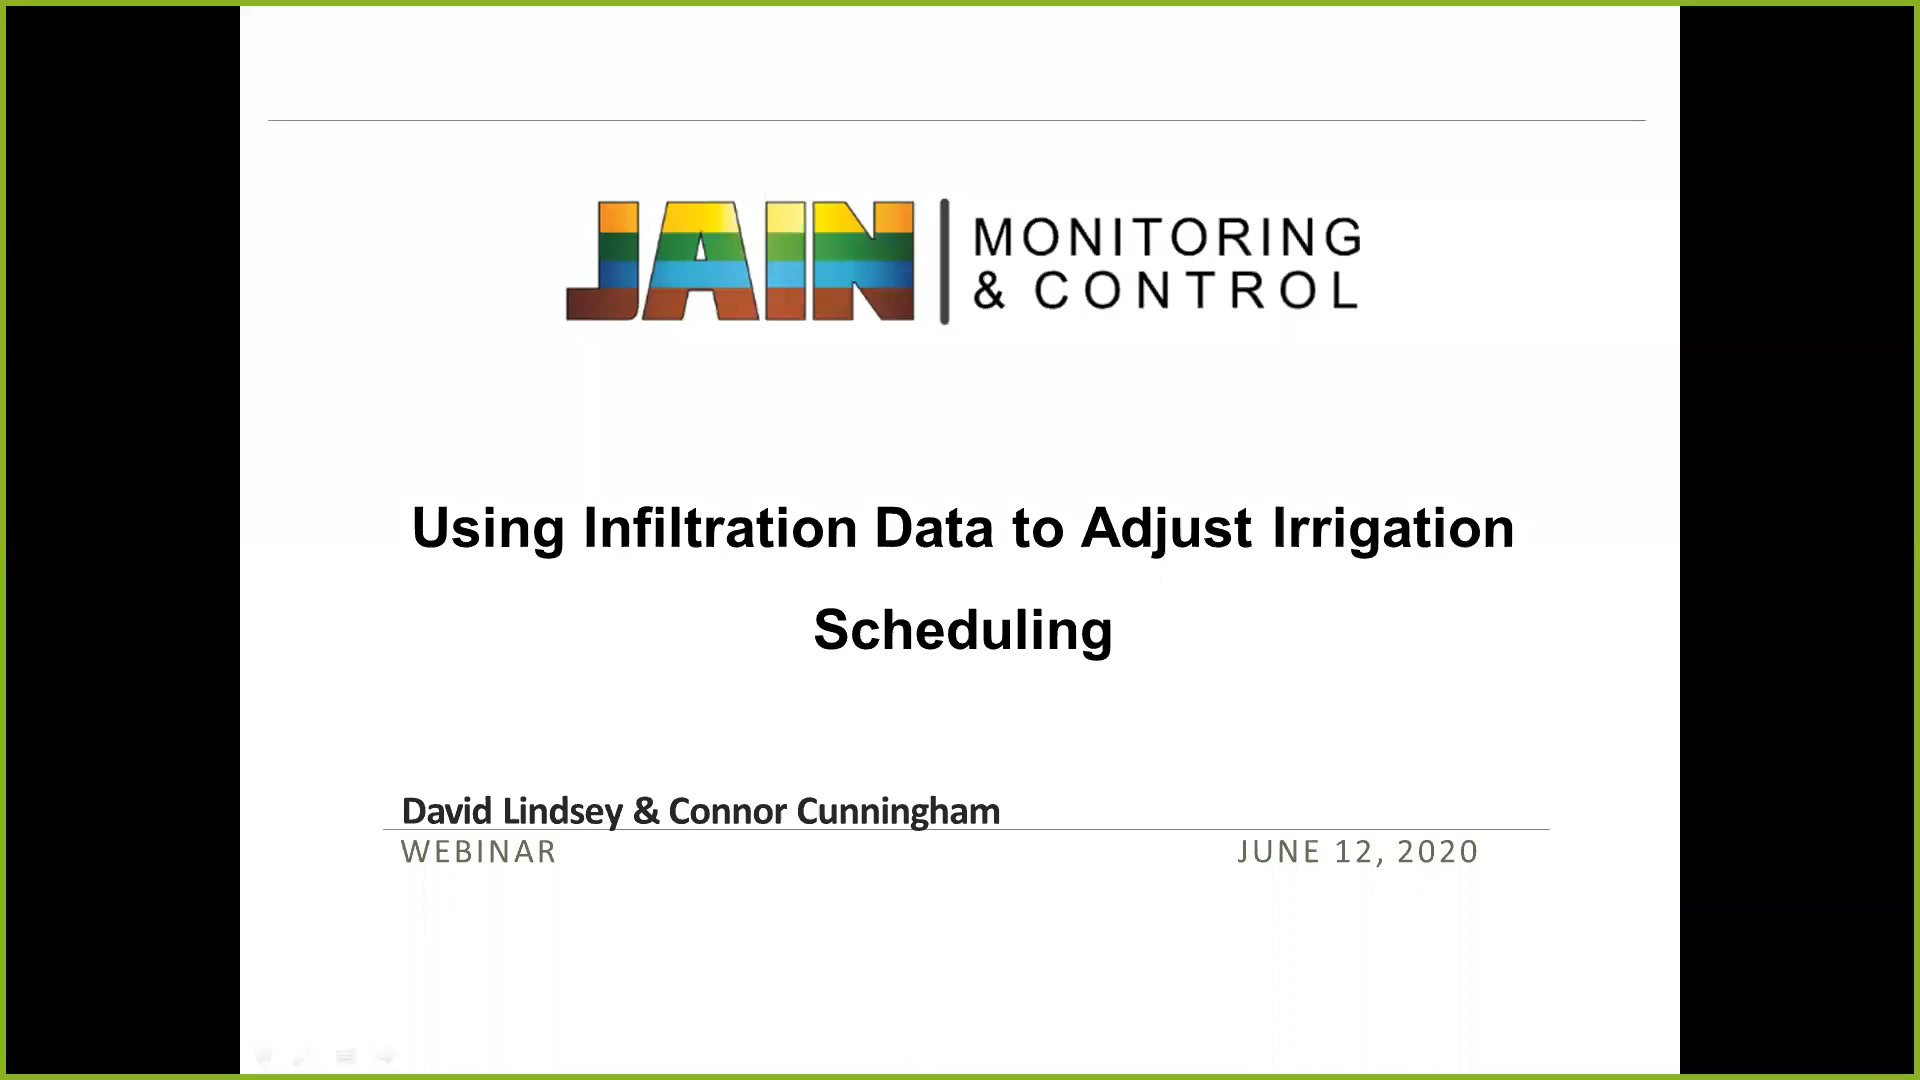 JAIN
MONITORING
& CONTROL
Using Infiltration Data to Adjust Irrigation
Scheduling
David Lindsey & Connor Cunningham
WEBINAR JUNE 12, 2020